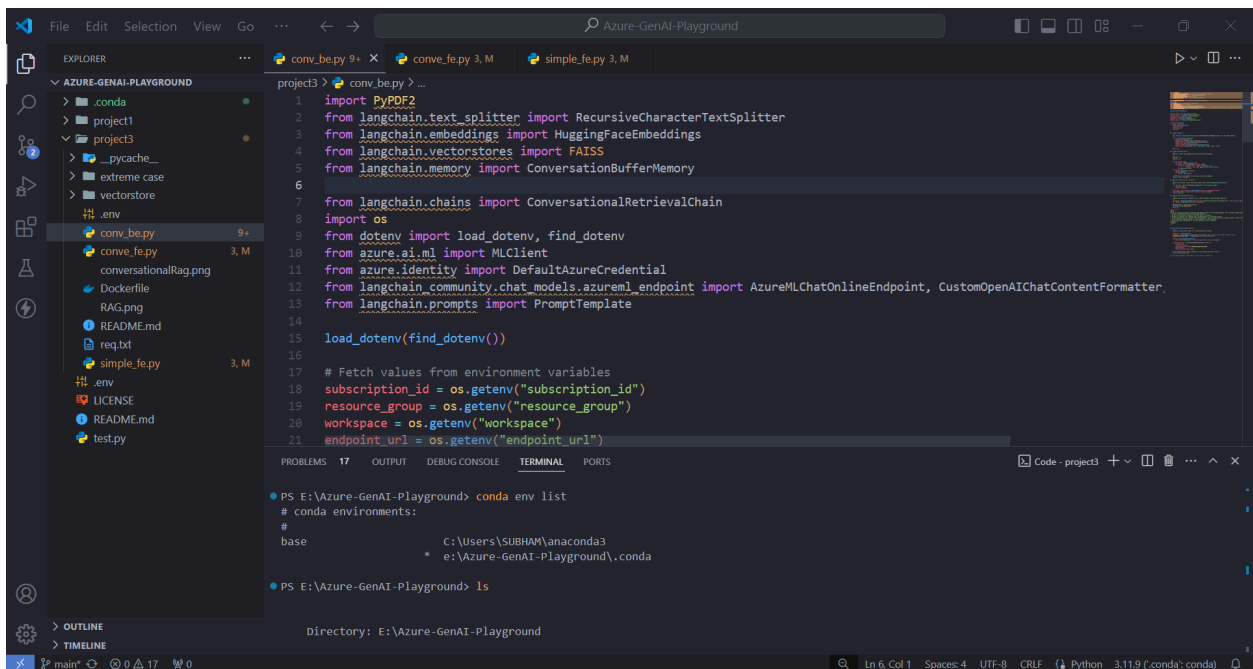 File Edit Selection View Go ···
Azure-GenAI-Playground
EXPLORER ···
AZURE-GENAI-PLAYGROUND
.conda
project1
project3
__pycache__
extreme case
vectorstore
.env
conv_be.py 9+
conve_fe.py 3, M
conversationalRag.png
Dockerfile
RAG.png
README.md
req.txt
simple_fe.py 3, M
.env
LICENSE
README.md
test.py
OUTLINE
TIMELINE
2
conv_be.py 9+ conve_fe.py 3, M simple_fe.py 3, M
project3 > conv_be.py > ...
1 import PyPDF2
2 from langchain.text_splitter import RecursiveCharacterTextSplitter
3 from langchain.embeddings import HuggingFaceEmbeddings
4 from langchain.vectorstores import FAISS
5 from langchain.memory import ConversationBufferMemory
6
7 from langchain.chains import ConversationalRetrievalChain
8 import os
9 from dotenv import load_dotenv, find_dotenv
10 from azure.ai.ml import MLClient
11 from azure.identity import DefaultAzureCredential
12 from langchain_community.chat_models.azureml_endpoint import AzureMLChatOnlineEndpoint, CustomOpenAIChatContentFormatter
13 from langchain.prompts import PromptTemplate
14
15 load_dotenv(find_dotenv())
16
17 # Fetch values from environment variables
18 subscription_id = os.getenv("subscription_id")
19 resource_group = os.getenv("resource_group")
20 workspace = os.getenv("workspace")
21 endpoint_url = os.getenv("endpoint_url")
PROBLEMS 17 OUTPUT DEBUG CONSOLE TERMINAL PORTS
Code - project3
PS E:\Azure-GenAI-Playground> conda env list
# conda environments:
#
base C:\Users\SUBHAM\anaconda3
* e:\Azure-GenAI-Playground\.conda
PS E:\Azure-GenAI-Playground> ls
Directory: E:\Azure-GenAI-Playground
main* 0 17 0
Ln 6, Col 1 Spaces: 4 UTF-8 CRLF Python 3.11.9 ('.conda': conda)